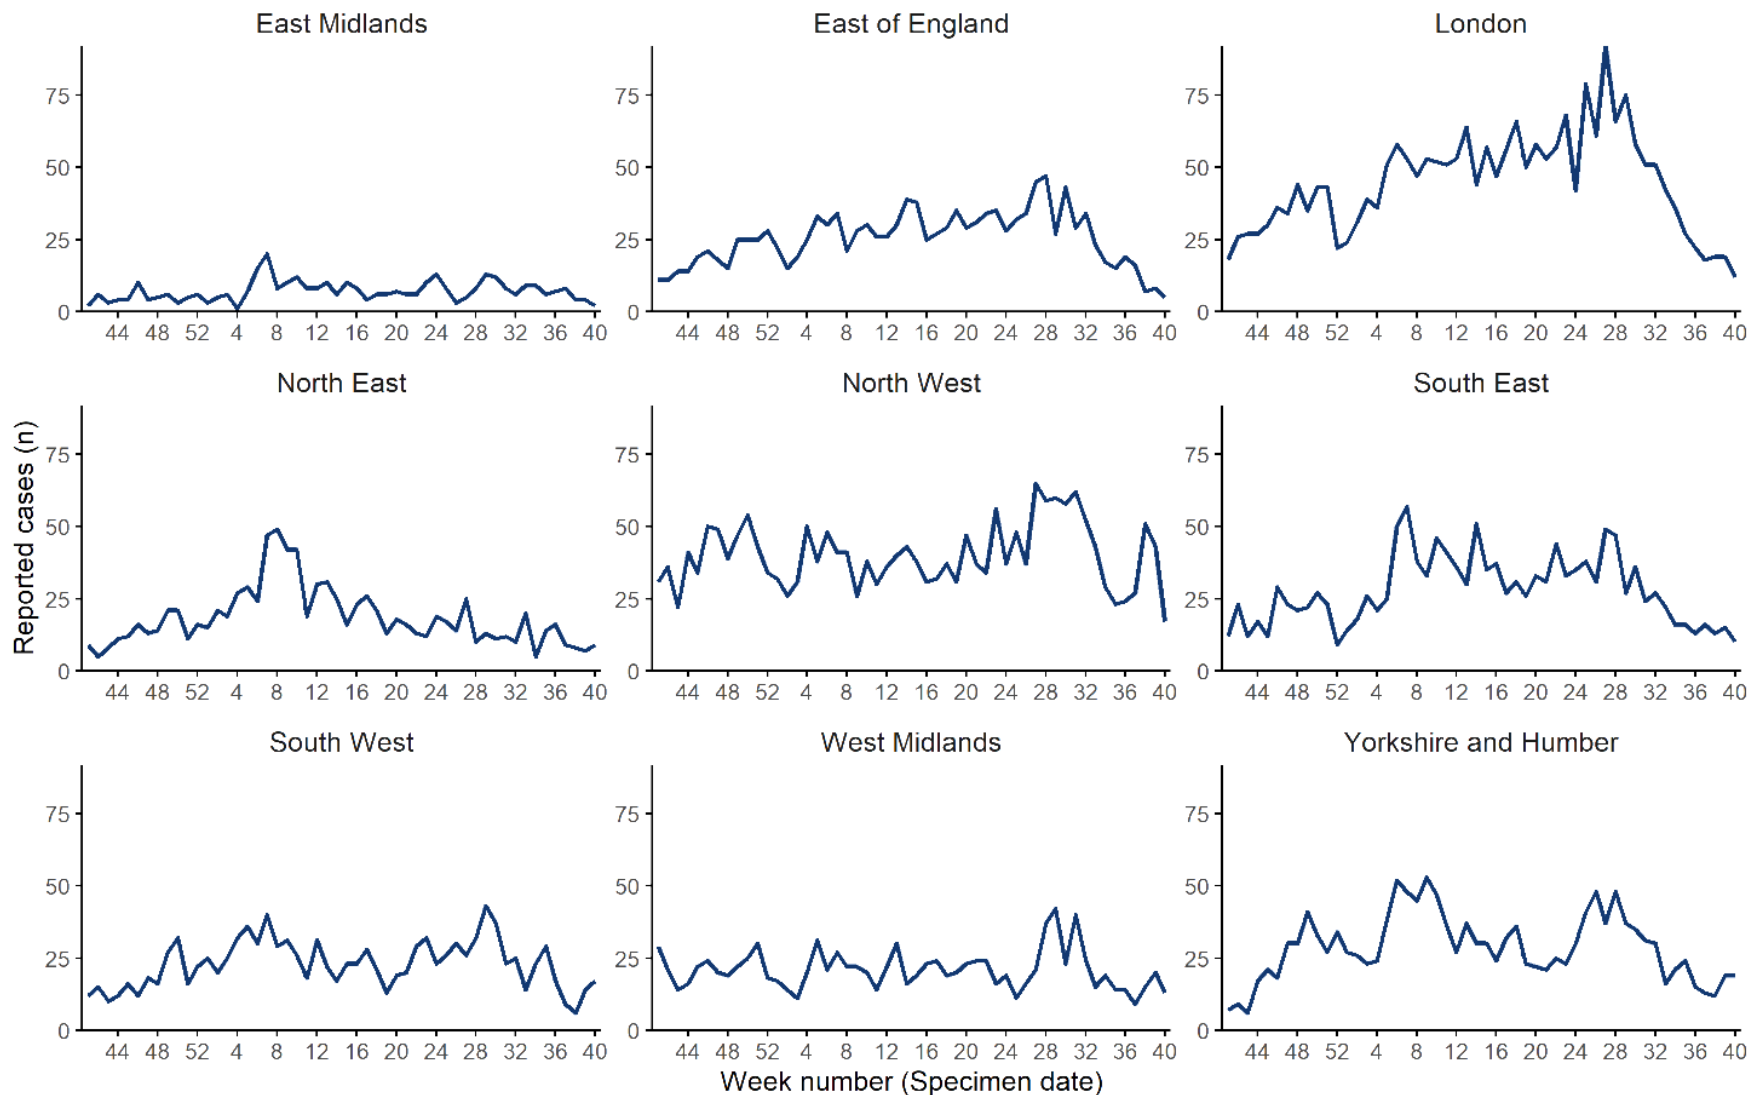 East Midlands East of England London
75 75 75
50 50 50
25 25 25
0 0 0
44 48 52 4 8 12 16 20 24 28 32 36 40 44 48 52 4 8 12 16 20 24 28 32 36 40 44 48 52 4 8 12 16 20 24 28 32 36 40
North East North West South East
Reported cases (n)
75 75 75
50 50 50
25 25 25
0 0 0
44 48 52 4 8 12 16 20 24 28 32 36 40 44 48 52 4 8 12 16 20 24 28 32 36 40 44 48 52 4 8 12 16 20 24 28 32 36 40
South West West Midlands Yorkshire and Humber
75 75 75
50 50 50
25 25 25
0 0 0
44 48 52 4 8 12 16 20 24 28 32 36 40 44 48 52 4 8 12 16 20 24 28 32 36 40 44 48 52 4 8 12 16 20 24 28 32 36 40
Week number (Specimen date)